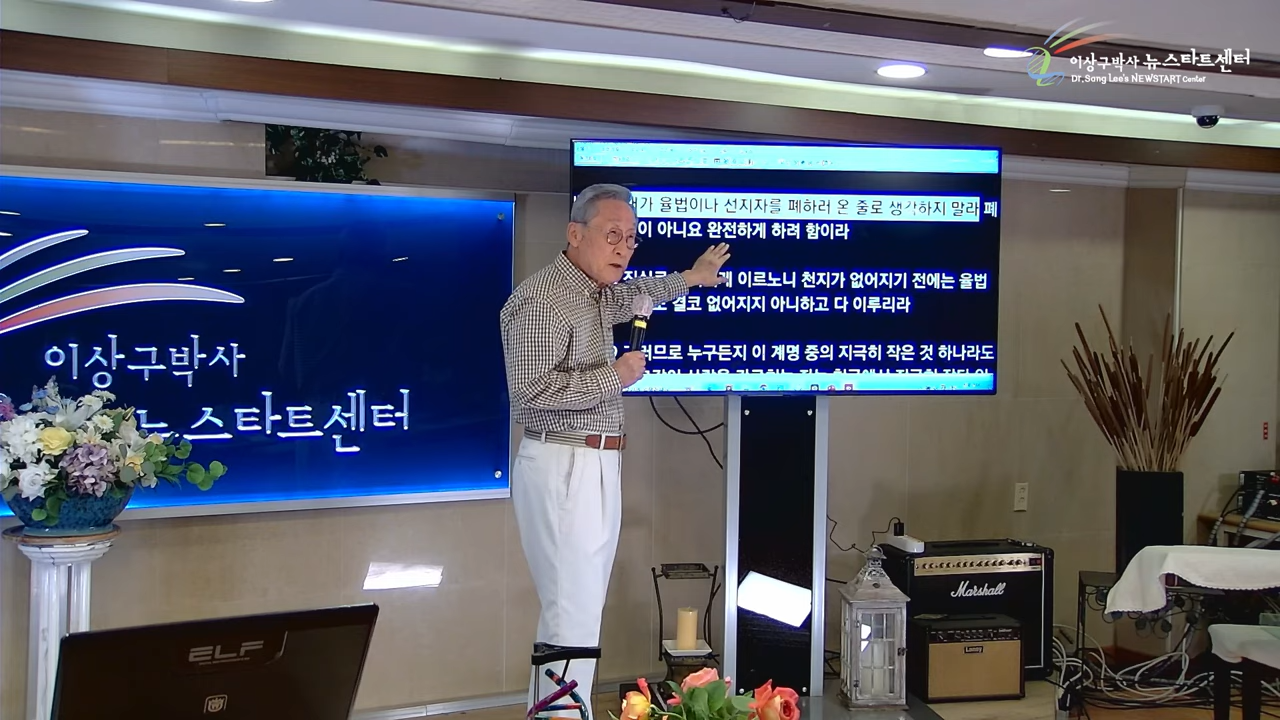 이상구박사 뉴스타트센터
Dr. Sang Lee's NEWSTART Center
가 율법이나 선지자를 폐하러 온 줄로 생각하지 말라 폐
이 아니요 완전하게 하려 함이라
이르노니 천지가 없어지기 전에는 율법
결코 없어지지 아니하고 다 이루리라
누구든지 이 계명 중의 지극히 작은 것 하나라도
이상구박사
뉴스타트센터
ELF
Marshall
Laney